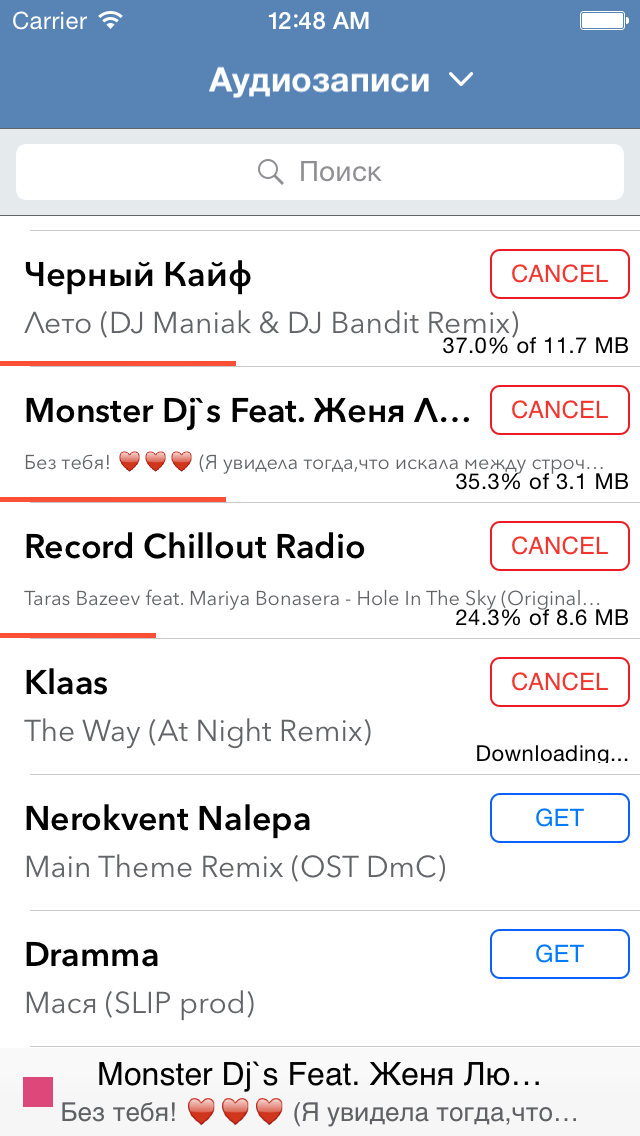 Carrier 12:48 AM
Аудиозаписи
Поиск
Черный Кайф CANCEL
Лето (DJ Maniak & DJ Bandit Remix)
37.0% of 11.7 MB
Monster Dj`s Feat. Женя Л... CANCEL
Без тебя! ♥️♥️♥️ (Я увидела тогда,что искала между строч...
35.3% of 3.1 MB
Record Chillout Radio CANCEL
Taras Bazeev feat. Mariya Bonasera - Hole In The Sky (Original...
24.3% of 8.6 MB
Klaas CANCEL
The Way (At Night Remix)
Downloading...
Nerokvent Nalepa GET
Main Theme Remix (OST DmC)
Dramma GET
Мася (SLIP prod)
Monster Dj`s Feat. Женя Лю...
Без тебя! ♥️♥️♥️ (Я увидела тогда,что...